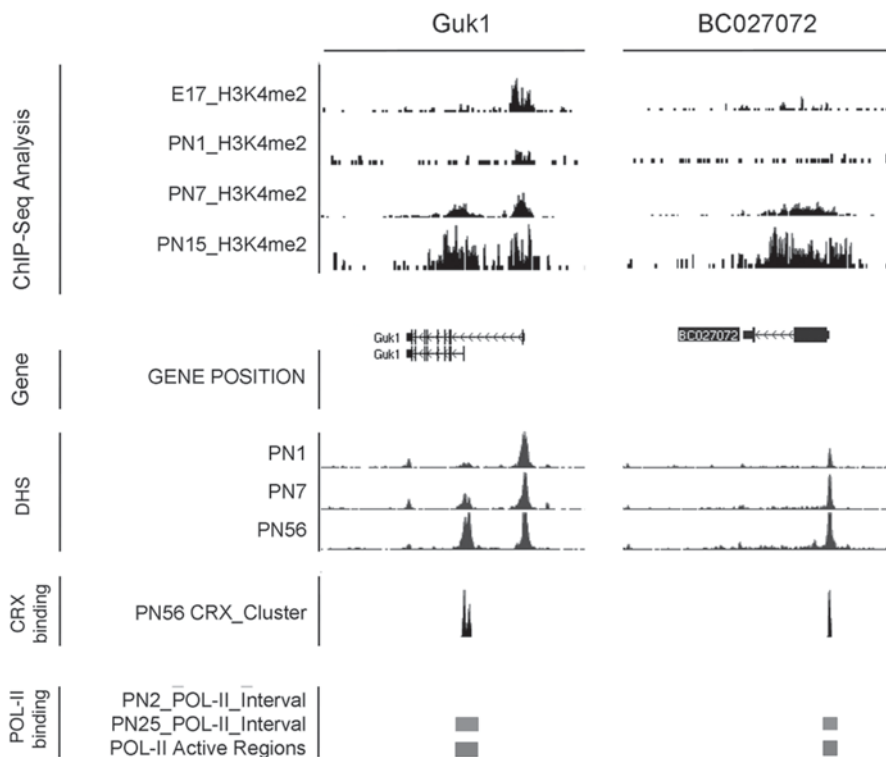 Guk1 BC027072
ChIP-Seq Analysis
E17_H3K4me2
PN1_H3K4me2
PN7_H3K4me2
PN15_H3K4me2
Gene
GENE POSITION
Guk1
Guk1
BC027072
DHS
PN1
PN7
PN56
CRX
binding
PN56 CRX_Cluster
POL-II
binding
PN2_POL-II_Interval
PN25_POL-II_Interval
POL-II Active Regions